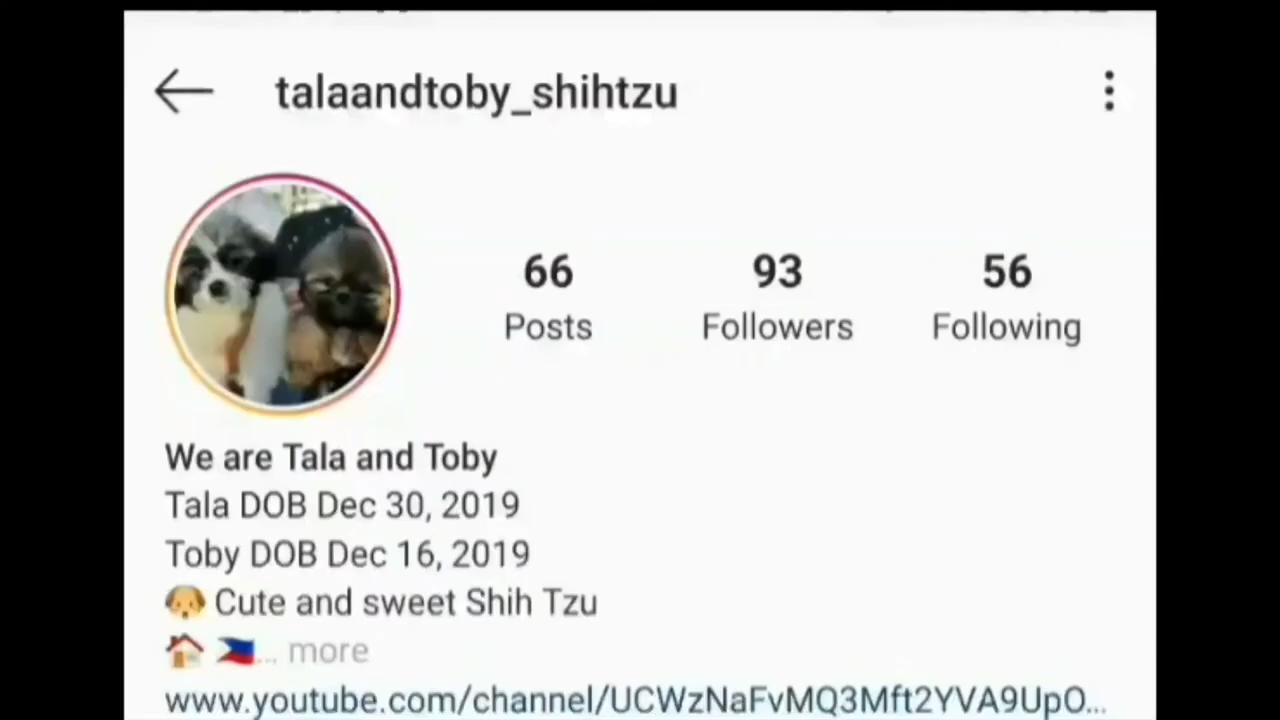 talaandtoby_shihtzu
66 93 56
Posts Followers Following
We are Tala and Toby
Tala DOB Dec 30, 2019
Toby DOB Dec 16, 2019
🐶 Cute and sweet Shih Tzu
🏠 🇵🇭... more
www.youtube.com/channel/UCWzNaFvMQ3Mft2YVA9UpO...